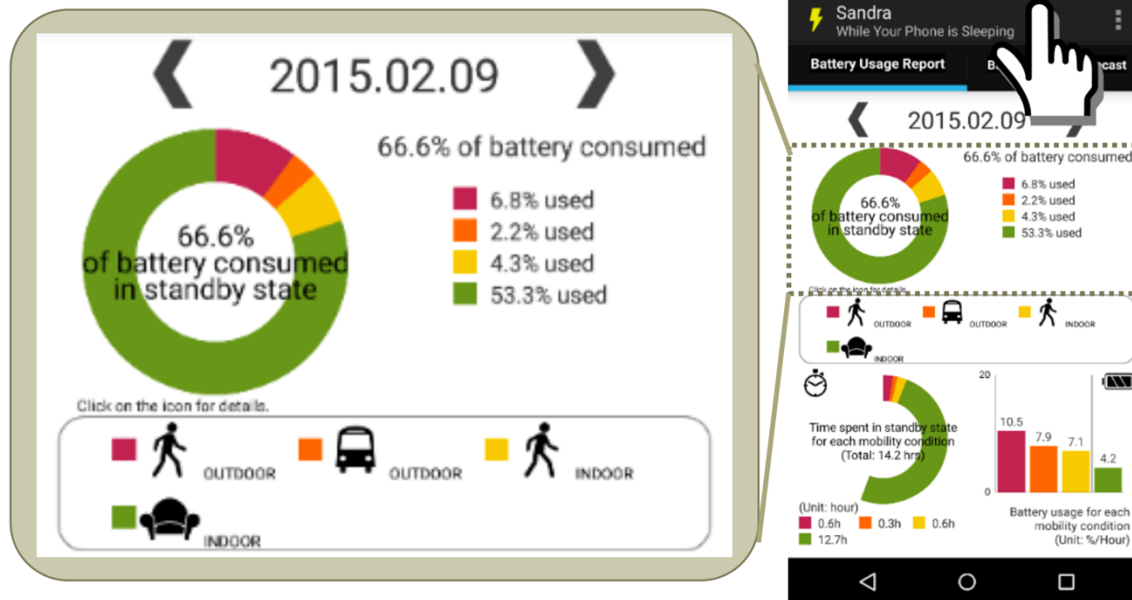 2015.02.09
66.6% of battery consumed
6.8% used
2.2% used
4.3% used
53.3% used
66.6%
of battery consumed
in standby state
Click on the icon for details.
OUTDOOR
OUTDOOR
INDOOR
INDOOR
Sandra
While Your Phone is Sleeping
Battery Usage Report
2015.02.09
66.6% of battery consumed
6.8% used
2.2% used
4.3% used
53.3% used
66.6%
of battery consumed
in standby state
Click on the icon for details.
OUTDOOR
OUTDOOR
INDOOR
INDOOR
Time spent in standby state
for each mobility condition
(Total: 14.2 hrs)
(Unit: hour)
0.6h
0.3h
0.6h
12.7h
20
10.5
7.9
7.1
4.2
0
Battery usage for each
mobility condition
(Unit: %/Hour)